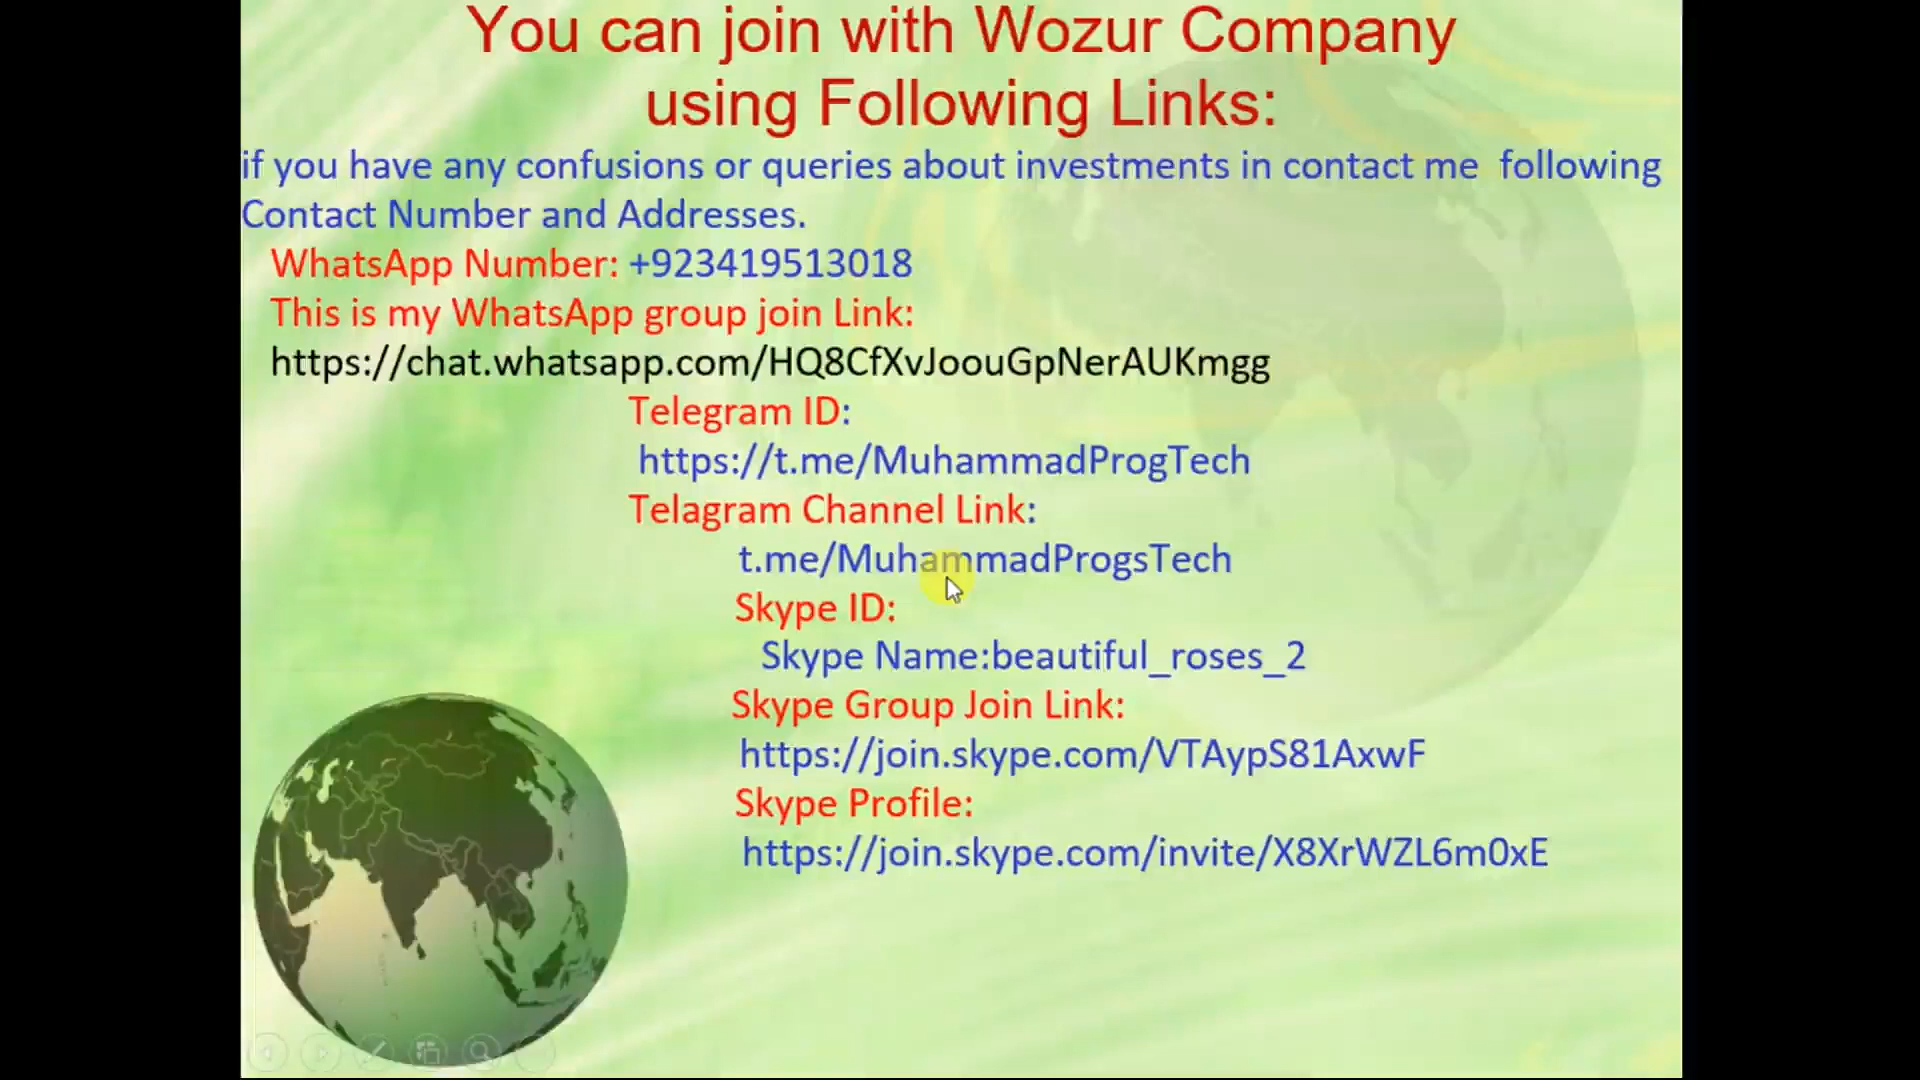 You can join with Wozur Company
using Following Links:
if you have any confusions or queries about investments in contact me  following
Contact Number and Addresses.
WhatsApp Number: +923419513018
This is my WhatsApp group join Link:
https://chat.whatsapp.com/HQ8CfXvJoouGpNerAUKmgg
Telegram ID:
https://t.me/MuhammadProgTech
Telagram Channel Link:
t.me/MuhammadProgsTech
Skype ID:
Skype Name:beautiful_roses_2
Skype Group Join Link:
https://join.skype.com/VTAypS81AxwF
Skype Profile:
https://join.skype.com/invite/X8XrWZL6m0xE